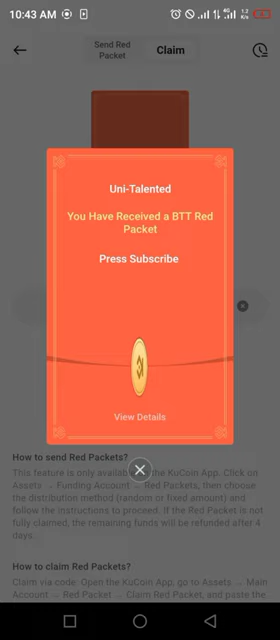 10:43 AM
4G
1.2
K/s
Send Red
Packet
Claim
Uni-Talented
You Have Received a BTT Red
Packet
Press Subscribe
View Details
How to send Red Packets?
This feature is only available on the KuCoin App. Click on
Assets → Funding Account → Red Packets, then choose
the distribution method (random or fixed amount) and
follow the instructions to proceed. If the Red Packet is
not fully claimed, the remaining funds will be refunded after 4
days.
How to claim Red Packets?
Claim via code: Open the KuCoin App, go to Assets → Main
Account → Red Packet → Claim Red Packet, and paste the